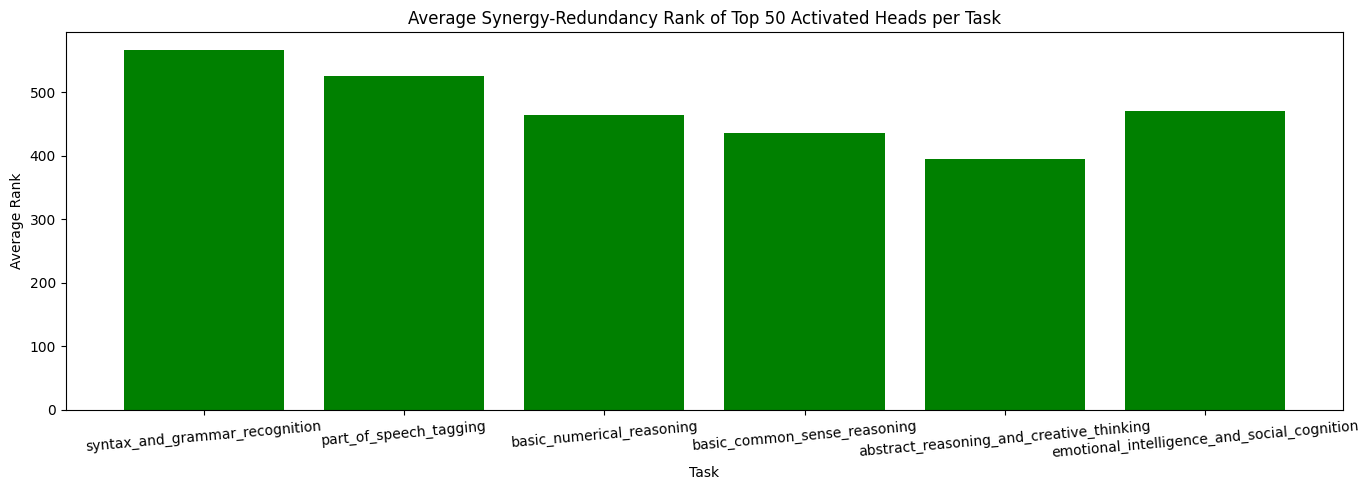 Average Synergy-Redundancy Rank of Top 50 Activated Heads per Task
Average Rank
500
400
300
200
100
0
syntax_and_grammar_recognition
part_of_speech_tagging
basic_numerical_reasoning
basic_common_sense_reasoning
abstract_reasoning_and_creative_thinking
emotional_intelligence_and_social_cognition
Task